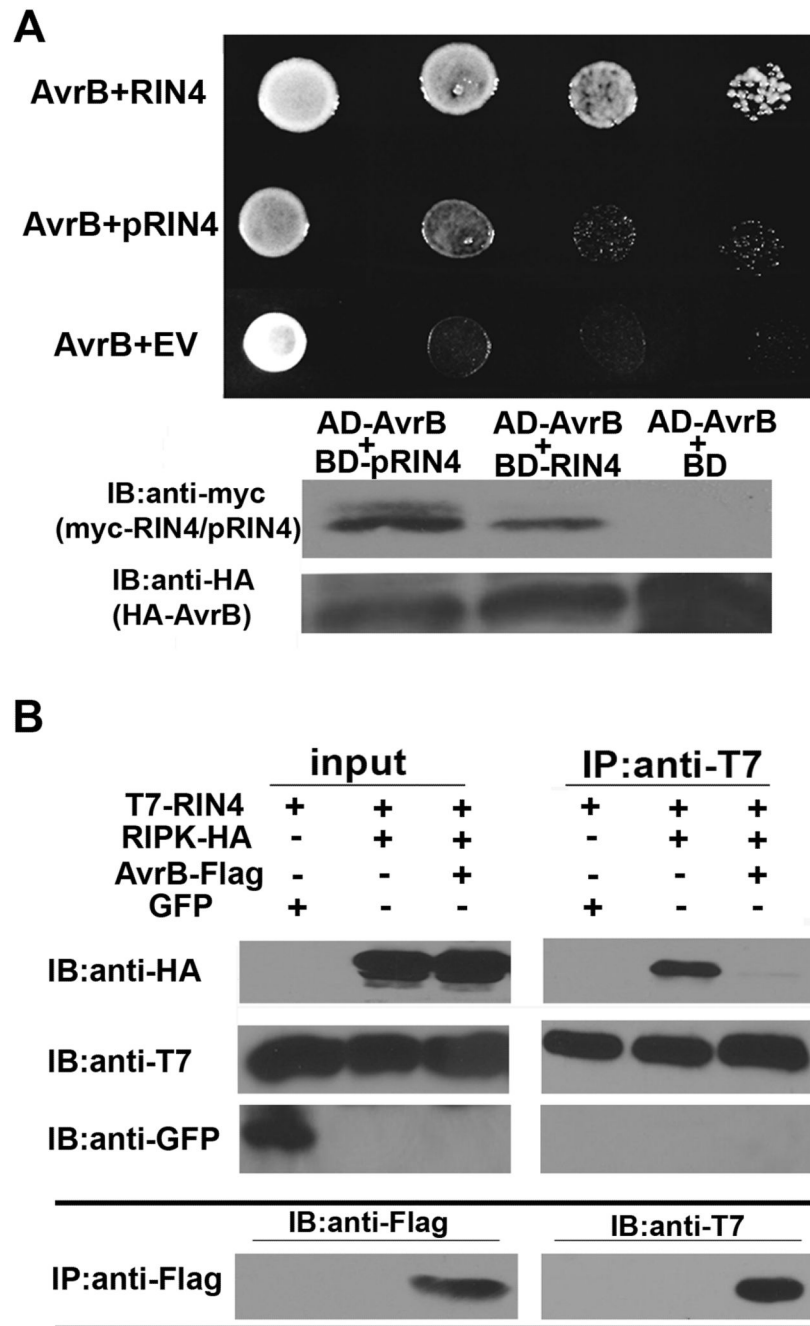 A
AvrB+RIN4
AvrB+pRIN4
AvrB+EV
AD-AvrB AD-AvrB AD-AvrB
+ + +
BD-pRIN4 BD-RIN4 BD
IB:anti-myc
(myc-RIN4/pRIN4)
IB:anti-HA
(HA-AvrB)
B
input IP:anti-T7
T7-RIN4 + + + + + +
RIPK-HA - + + - + +
AvrB-Flag - - + - - +
GFP + - - + - -
IB:anti-HA
IB:anti-T7
IB:anti-GFP
IB:anti-Flag IB:anti-T7
IP:anti-Flag